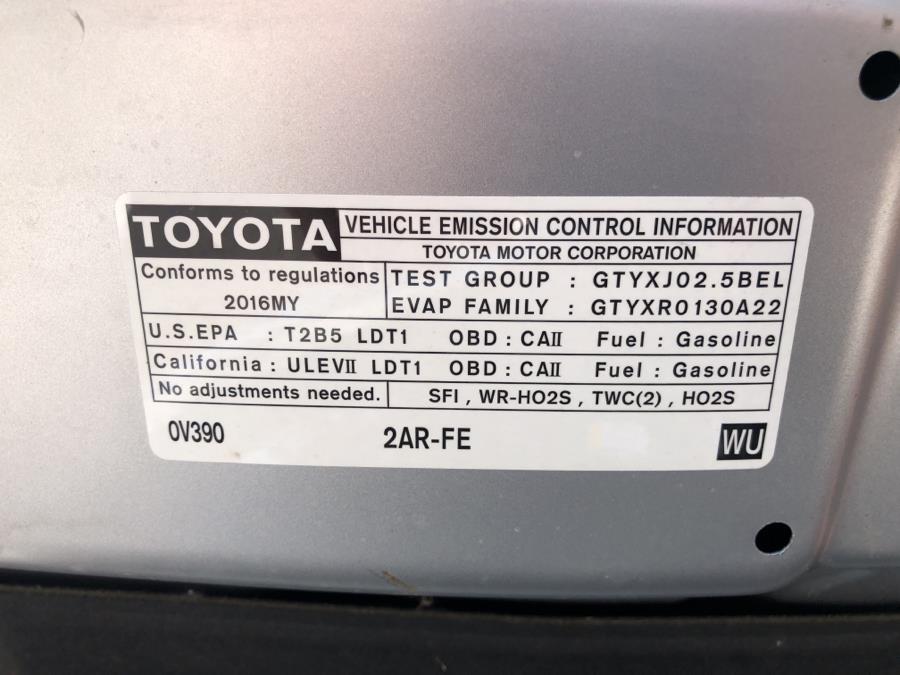 TOYOTA
VEHICLE EMISSION CONTROL INFORMATION
TOYOTA MOTOR CORPORATION
Conforms to regulations
2016MY
TEST GROUP : GTYXJ02.5BEL
EVAP FAMILY : GTYXR0130A22
U.S.EPA : T2B5 LDT1 OBD : CAII Fuel : Gasoline
California : ULEVII LDT1 OBD : CAII Fuel : Gasoline
No adjustments needed.
SFI , WR-HO2S , TWC(2) , HO2S
0V390 2AR-FE WU